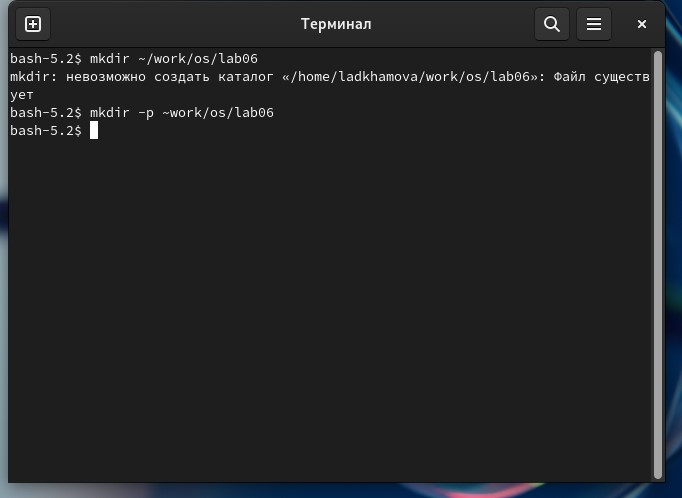 Терминал
bash-5.2$ mkdir ~/work/os/lab06
mkdir: невозможно создать каталог «/home/ladkhamova/work/os/lab06»: Файл существ
ует
bash-5.2$ mkdir -p ~work/os/lab06
bash-5.2$